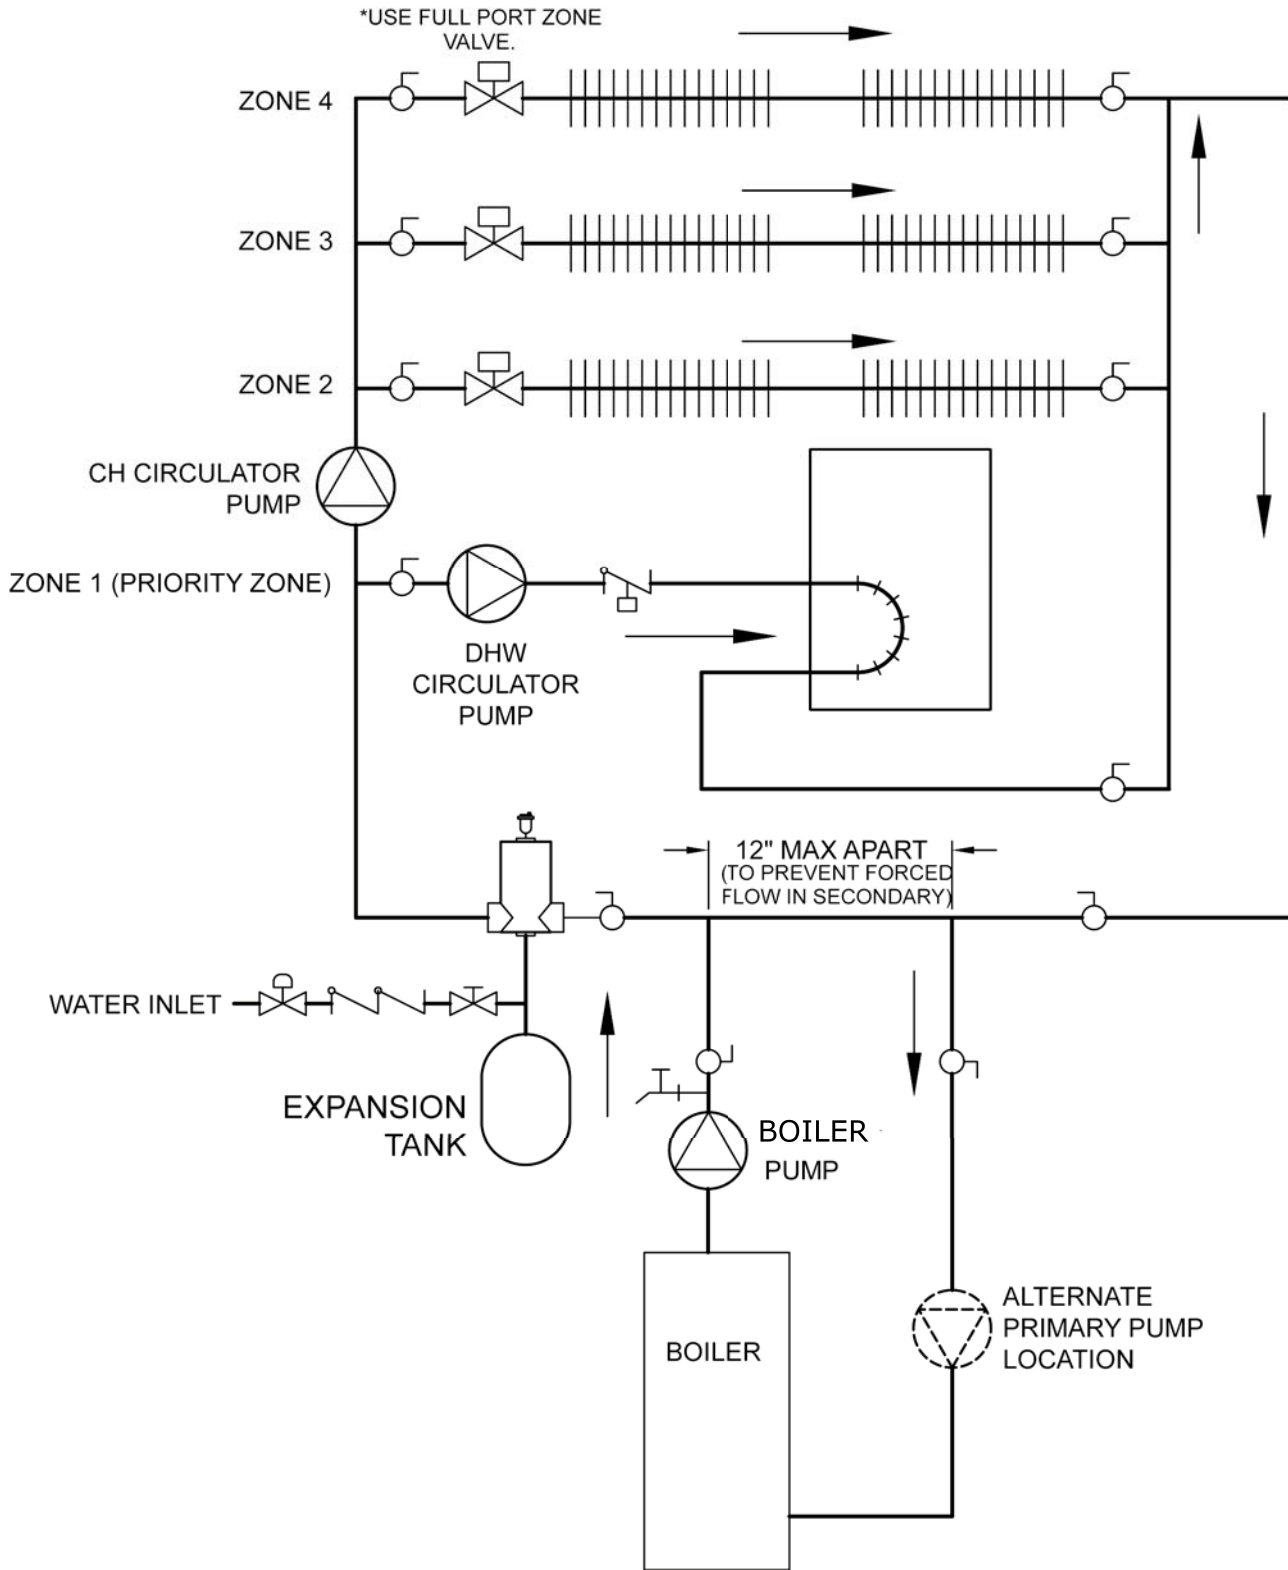 *USE FULL PORT ZONE
VALVE.
ZONE 4
ZONE 3
ZONE 2
CH CIRCULATOR
PUMP
ZONE 1 (PRIORITY ZONE)
DHW
CIRCULATOR
PUMP
12" MAX APART
(TO PREVENT FORCED
FLOW IN SECONDARY)
WATER INLET
EXPANSION
TANK
BOILER
PUMP
BOILER
ALTERNATE
PRIMARY PUMP
LOCATION